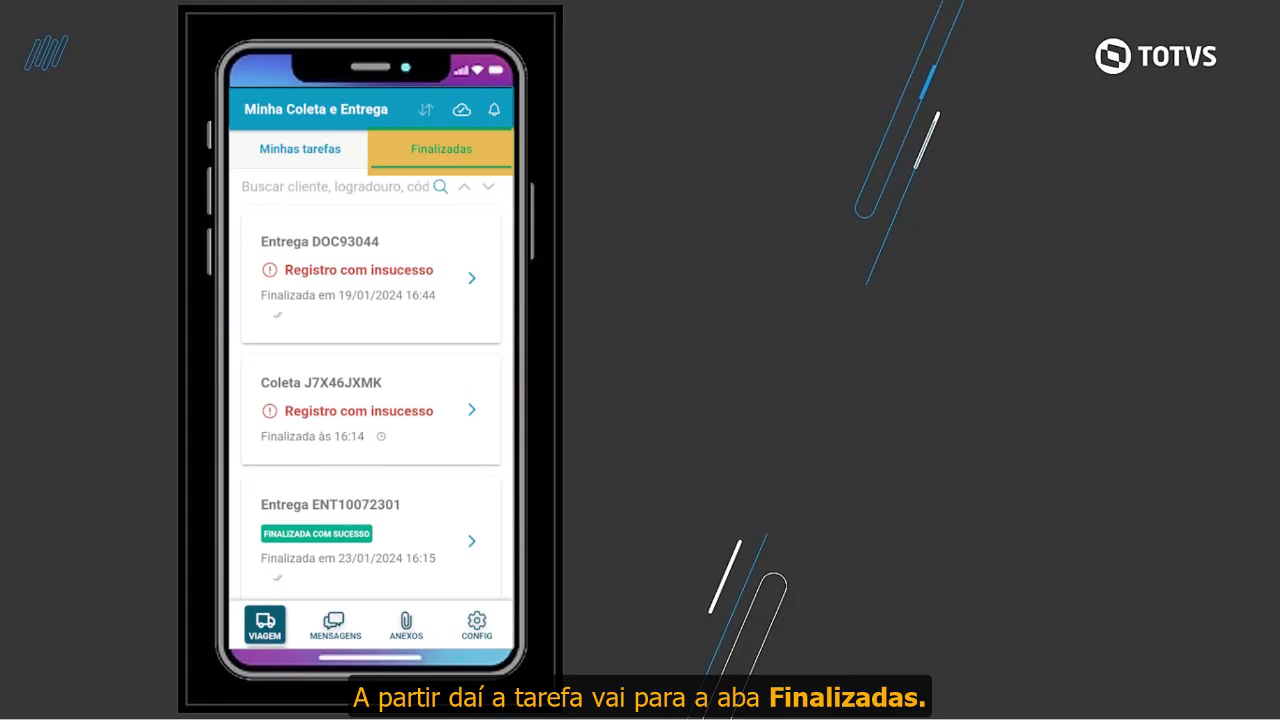 TOTVS
Minha Coleta e Entrega
Minhas tarefas
Finalizadas
Buscar cliente, logradouro, cód
Entrega DOC93044
Registro com insucesso
Finalizada em 19/01/2024 16:44
Coleta J7X46JXMK
Registro com insucesso
Finalizada às 16:14
Entrega ENT10072301
FINALIZADA COM SUCESSO
Finalizada em 23/01/2024 16:15
VIAGEM
MENSAGENS
ANEXOS
CONFIG
A partir daí a tarefa vai para a aba Finalizadas.